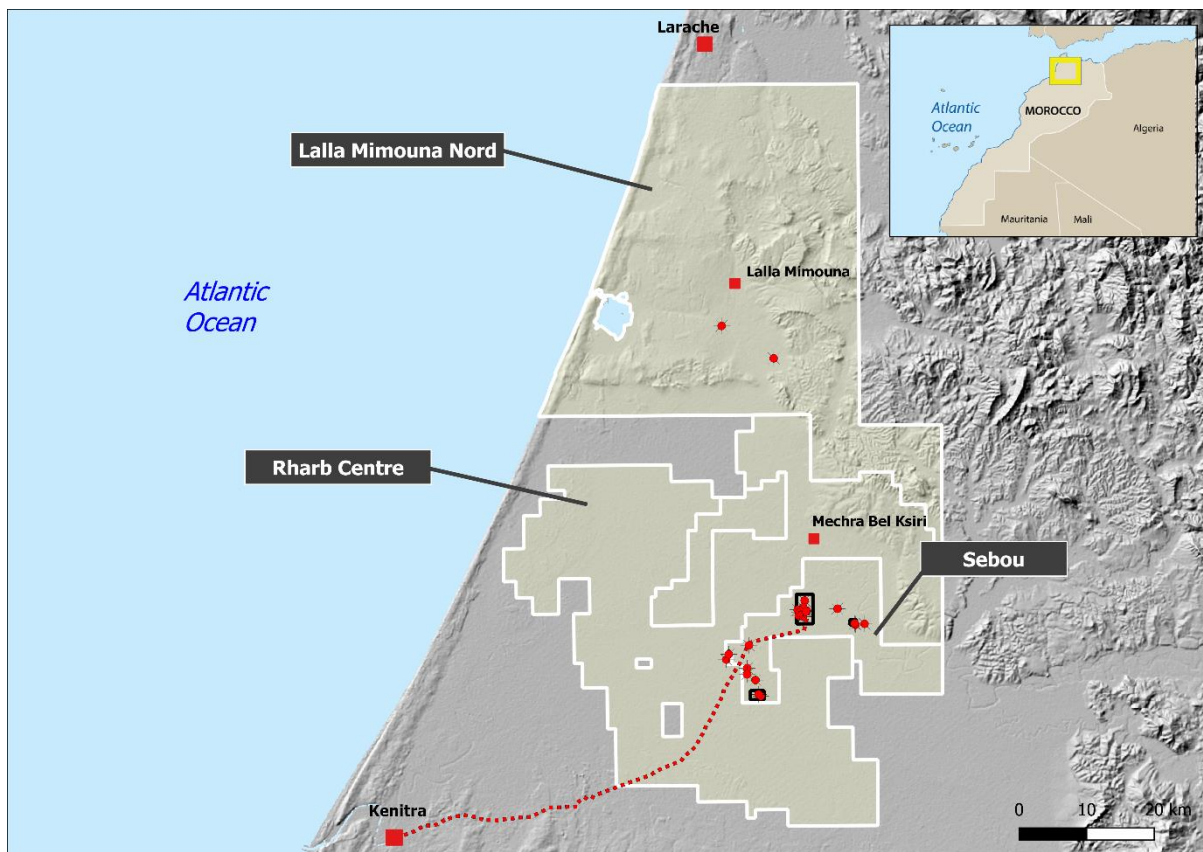 Larache
Lalla Mimouna Nord
Atlantic
Ocean
MOROCCO
Algeria
Mauritania
Mali
Lalla Mimouna
Atlantic
Ocean
Rharb Centre
Mechra Bel Ksiri
Sebou
Kenitra
0 10 20 km